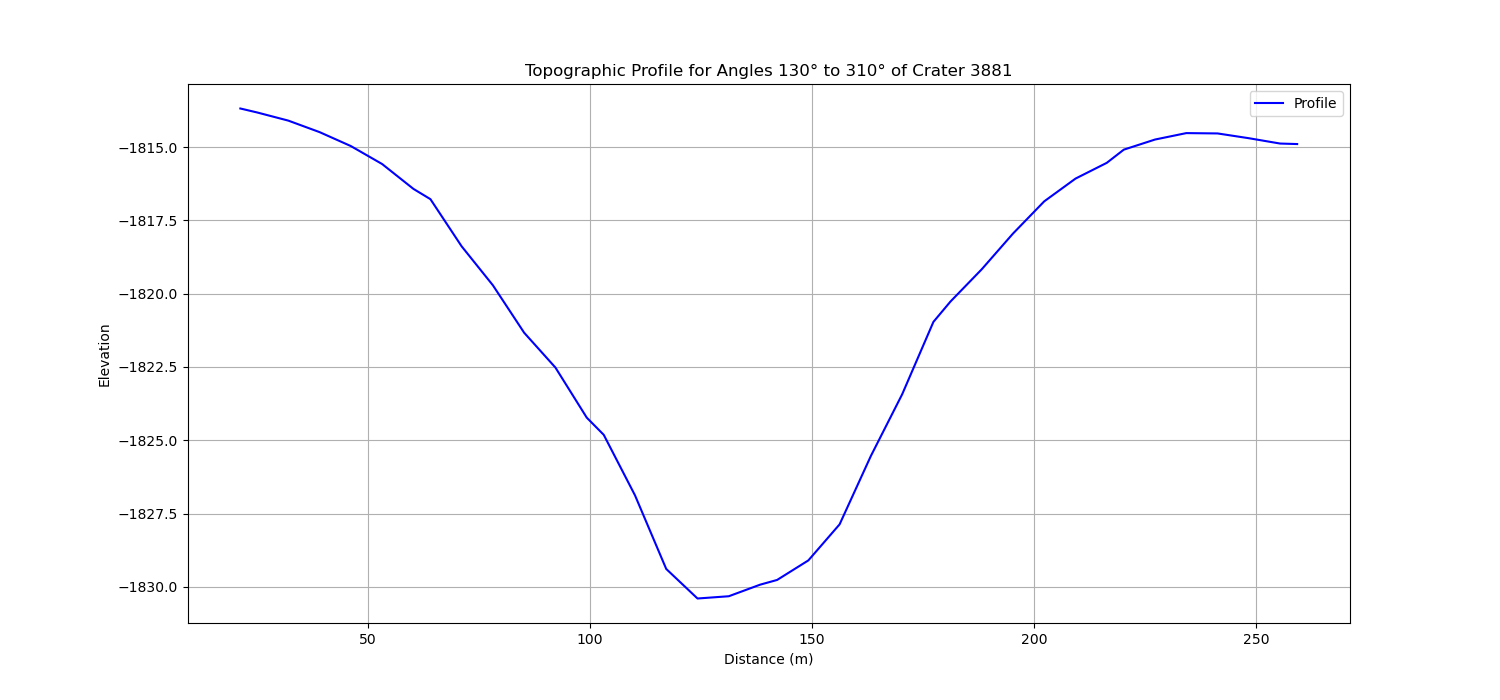 Topographic Profile for Angles 130° to 310° of Crater 3881
Profile
−1815.0
−1817.5
−1820.0
−1822.5
−1825.0
−1827.5
−1830.0
Elevation
50 100 150 200 250
Distance (m)